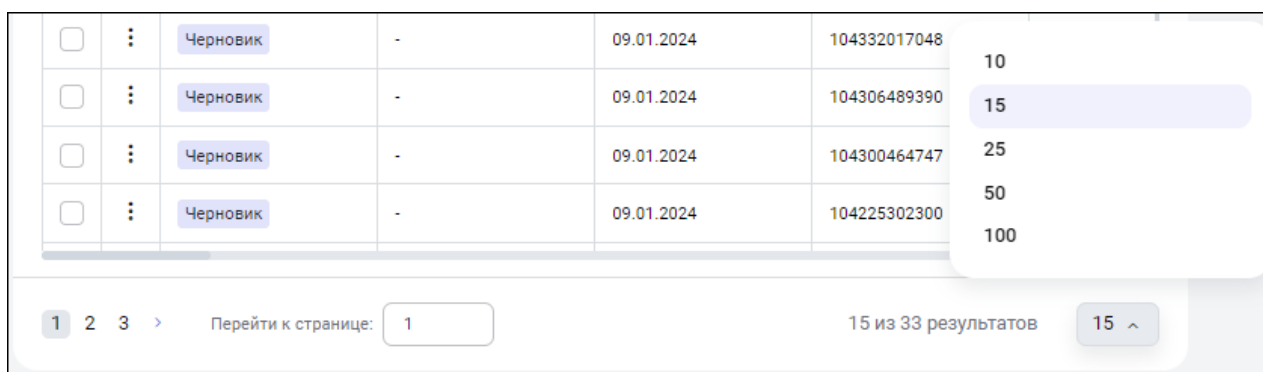 Черновик - 09.01.2024 104332017048
Черновик - 09.01.2024 104306489390
Черновик - 09.01.2024 104300464747
Черновик - 09.01.2024 104225302300
10
15
25
50
100
1 2 3 > Перейти к странице: 1 15 из 33 результатов 15